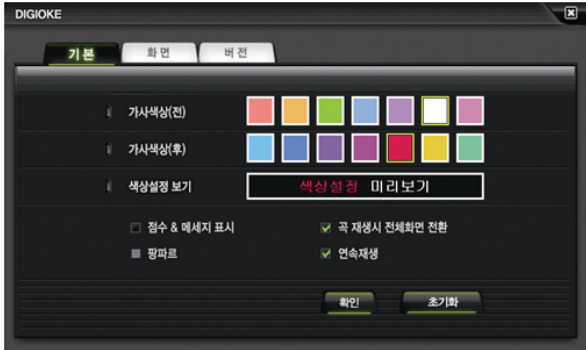 DIGIOKE
기본 화면 버전
가사색상(전)
가사색상(후)
색상설정 보기 색상설정 미리보기
점수 & 메세지 표시 곡 재생시 전체화면 전환
팡파르 연속재생
확인 초기화